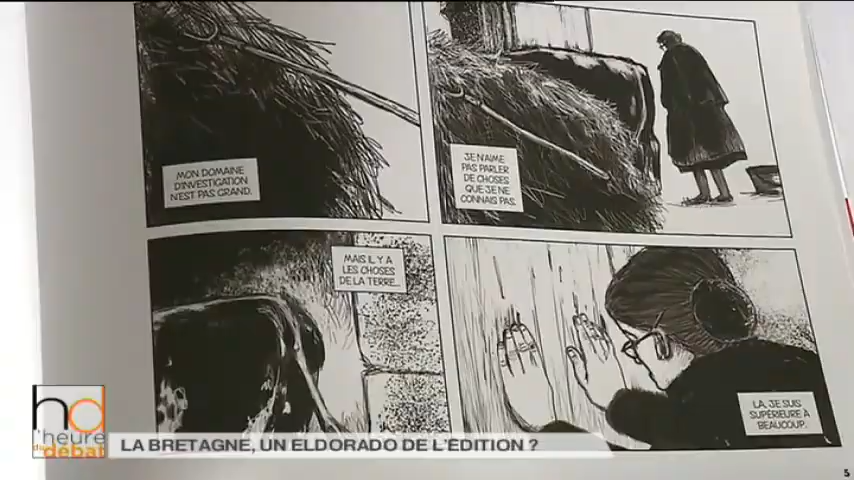 MON DOMAINE
D'INVESTIGATION
N'EST PAS GRAND.
JE N'AIME
PAS PARLER
DE CHOSES
QUE JE NE
CONNAIS PAS.
MAIS IL Y A
LES CHOSES
DE LA TERRE...
LÀ, JE SUIS
SUPÉRIEURE À
BEAUCOUP.
5
hd
l'heure
du
débat
LA BRETAGNE, UN ELDORADO DE L'ÉDITION ?